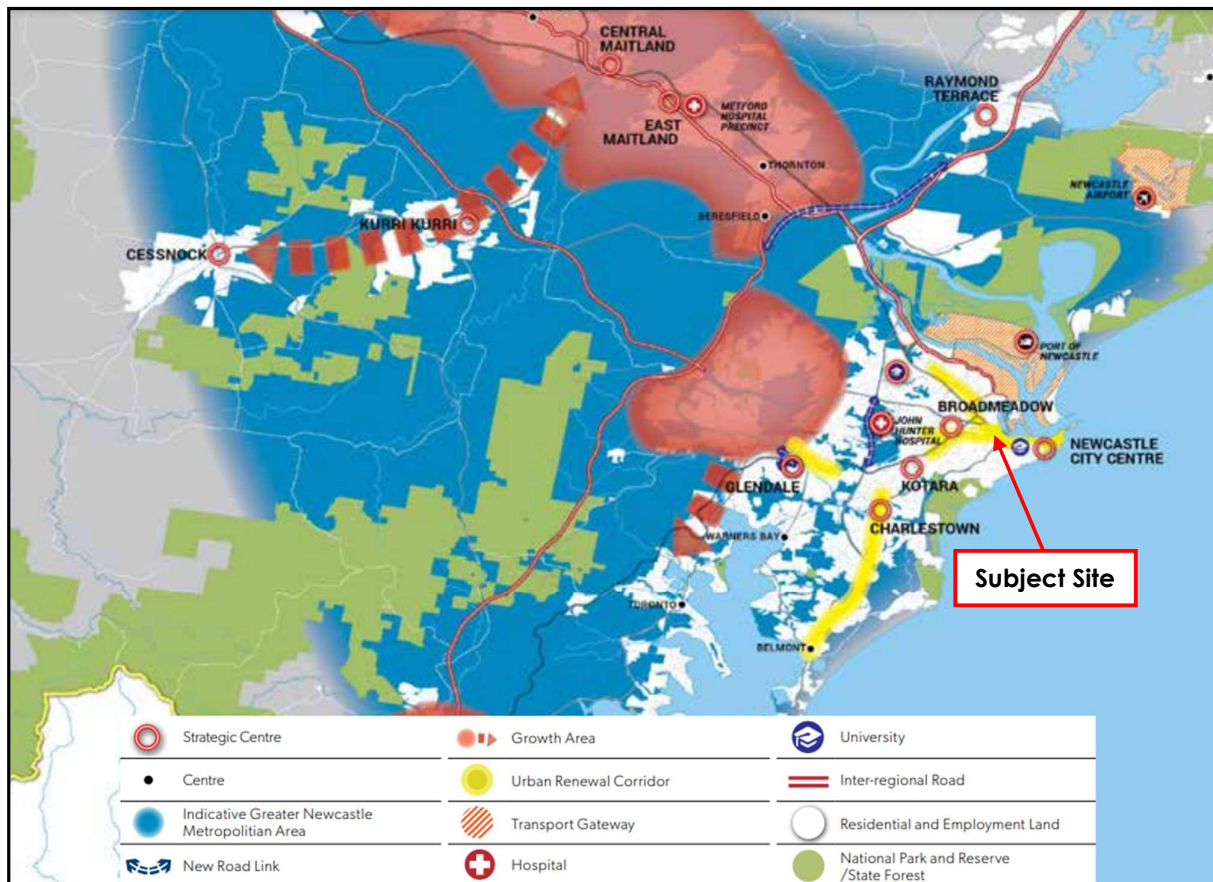 CENTRAL
MAITLAND
RAYMOND
TERRACE
METFORD
HOSPITAL
PRECINCT
EAST
MAITLAND
THORNTON
NEWCASTLE
AIRPORT
BERESFIELD
KURRI KURRI
CESSNOCK
PORT OF
NEWCASTLE
BROADMEADOW
JOHN
HUNTER
HOSPITAL
NEWCASTLE
CITY CENTRE
GLENDALE
KOTARA
CHARLESTOWN
WARNERS BAY
Subject Site
TORONTO
BELMONT
Strategic Centre
Growth Area
University
Centre
Urban Renewal Corridor
Inter-regional Road
Indicative Greater Newcastle
Metropolitian Area
Transport Gateway
Residential and Employment Land
New Road Link
Hospital
National Park and Reserve
/State Forest